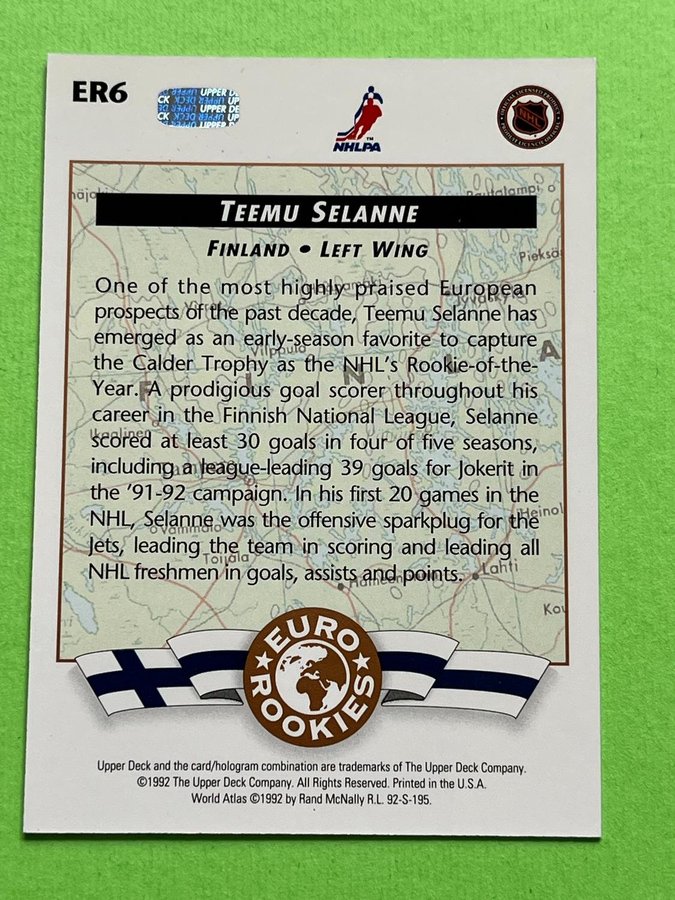 ER6
UPPER DECK
NHLPA
NHL
TEEMU SELANNE
FINLAND • LEFT WING
One of the most highly praised European
prospects of the past decade, Teemu Selanne has
emerged as an early-season favorite to capture
the Calder Trophy as the NHL's Rookie-of-the-
Year. A prodigious goal scorer throughout his
career in the Finnish National League, Selanne
scored at least 30 goals in four of five seasons,
including a league-leading 39 goals for Jokerit in
the '91-92 campaign. In his first 20 games in the
NHL, Selanne was the offensive sparkplug for the
Jets, leading the team in scoring and leading all
NHL freshmen in goals, assists and points.
Lahti
Toijala
EURO
ROOKIES
Upper Deck and the card/hologram combination are trademarks of The Upper Deck Company.
©1992 The Upper Deck Company. All Rights Reserved. Printed in the U.S.A.
World Atlas ©1992 by Rand McNally R.L. 92-S-195.